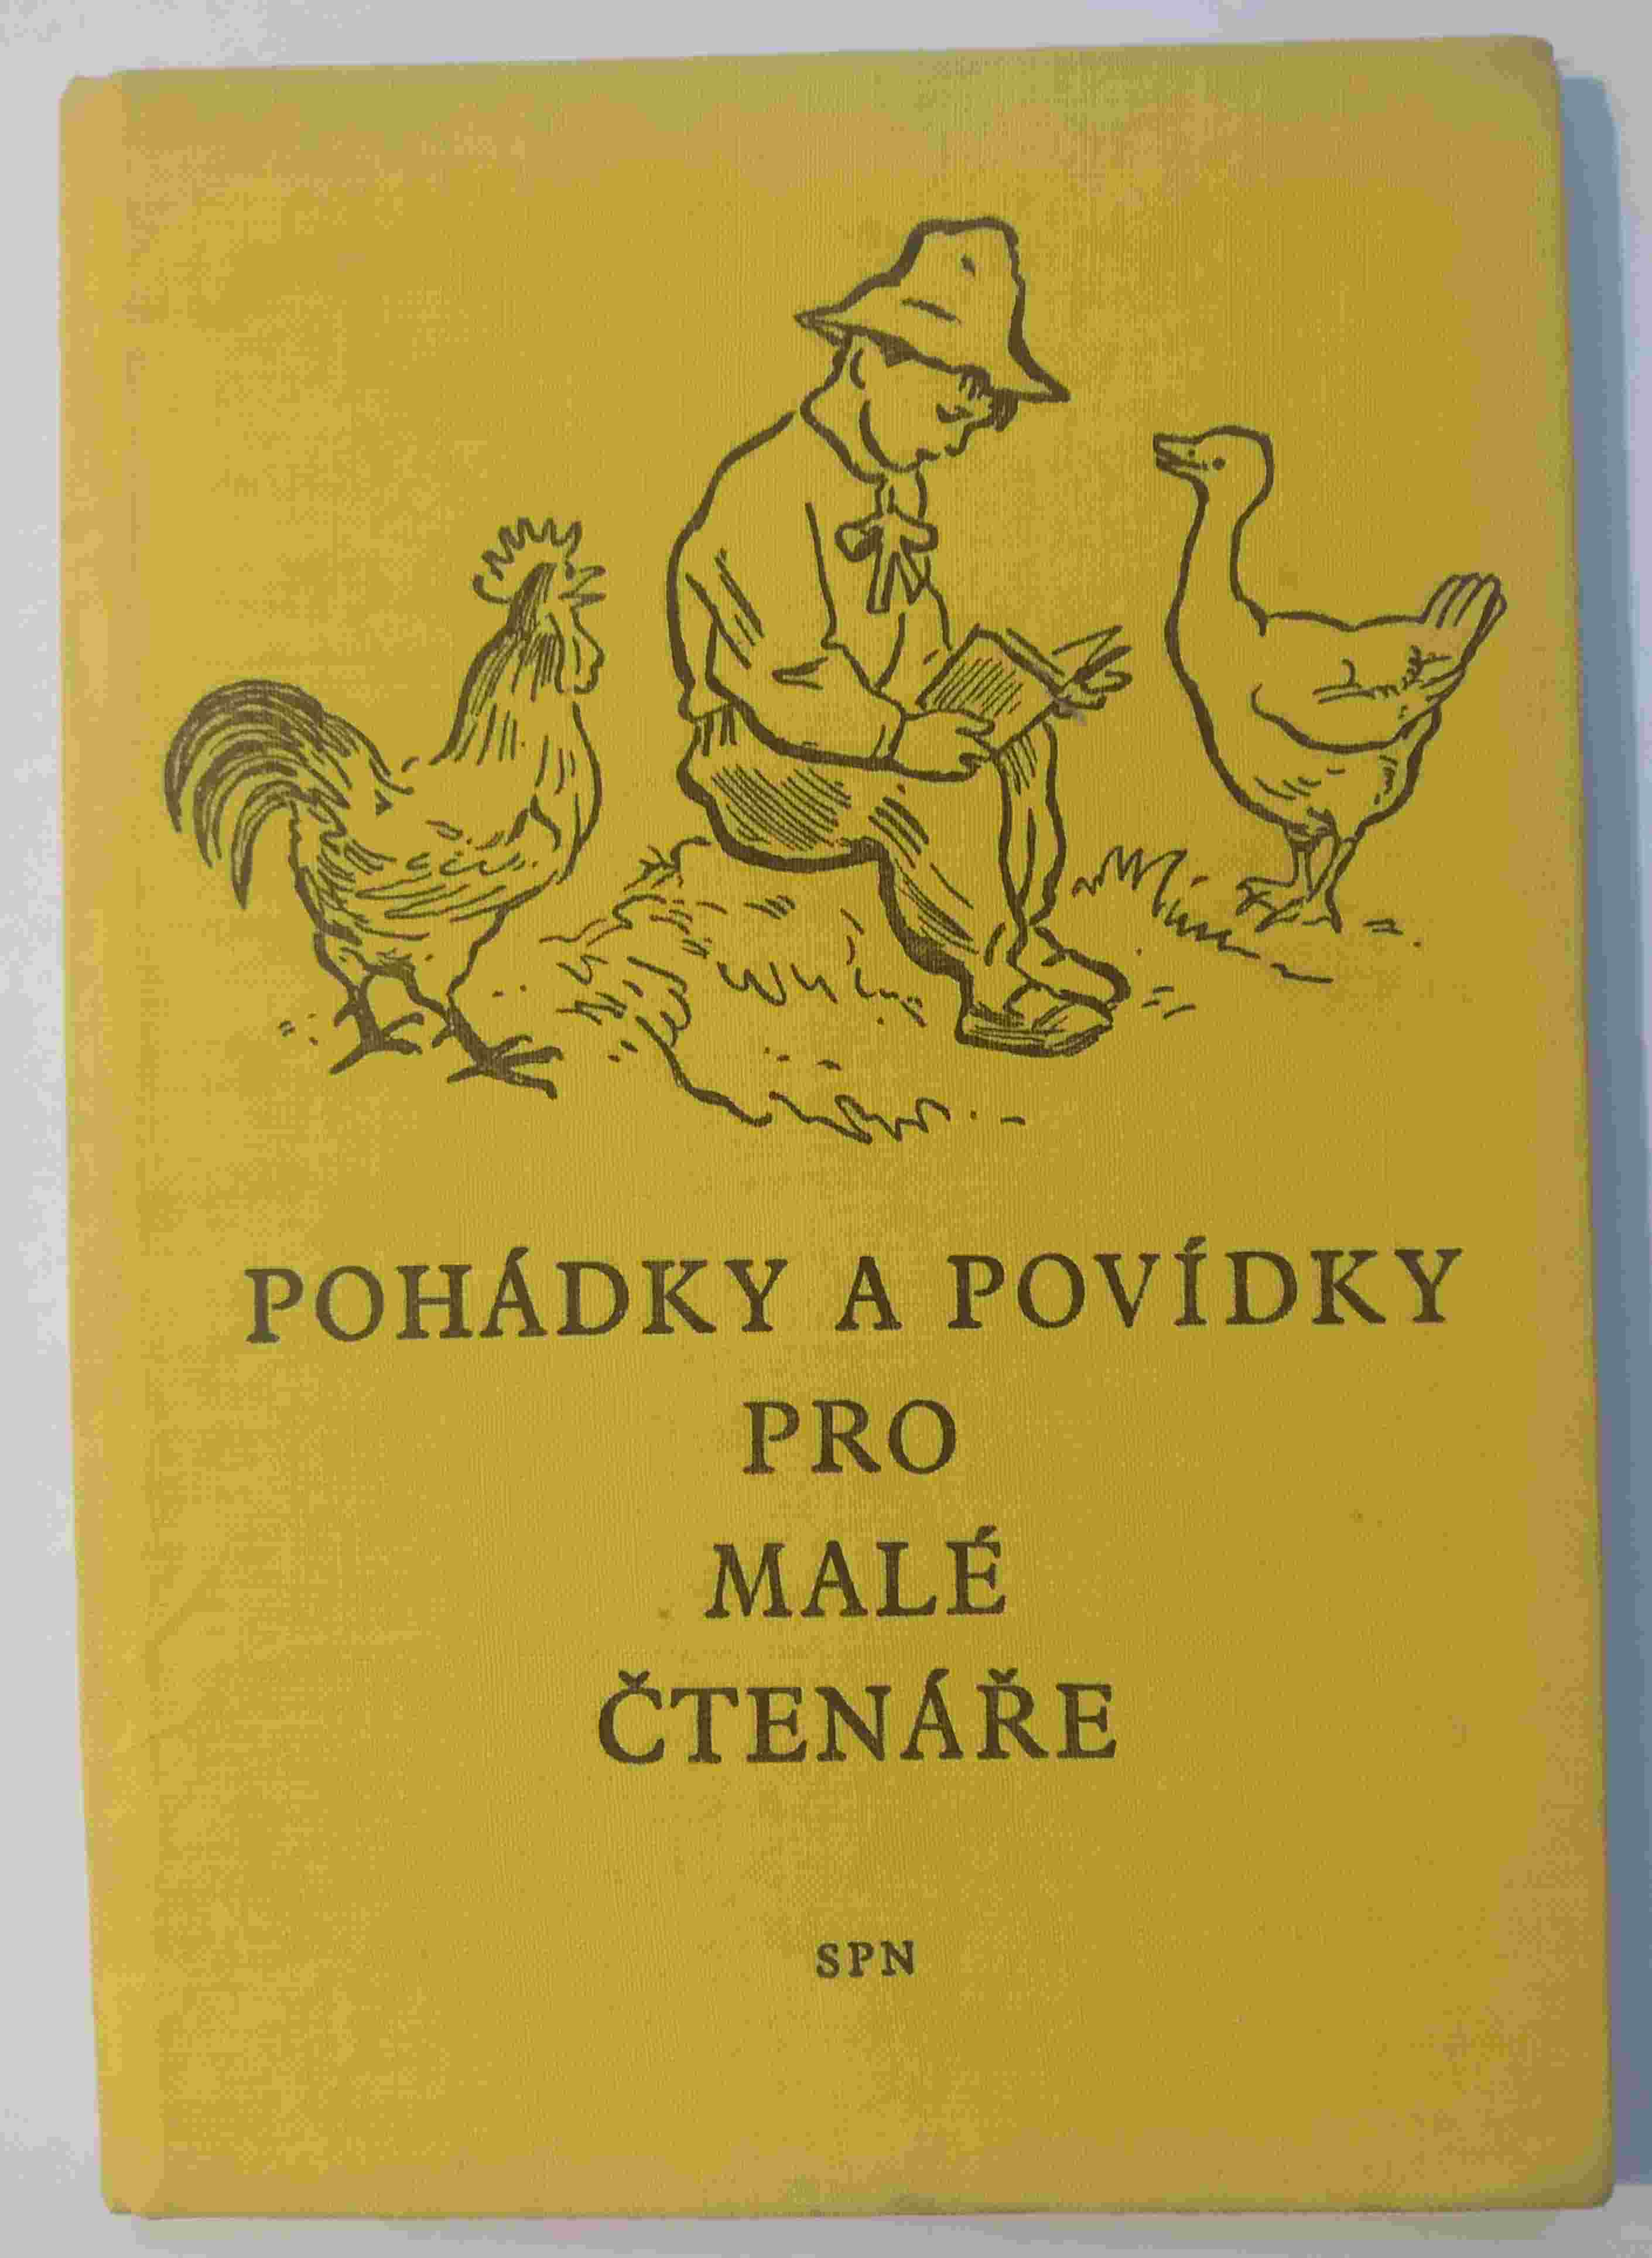 POHÁDKY A POVÍDKY
PRO
MALÉ
ČTENÁŘE
SPN